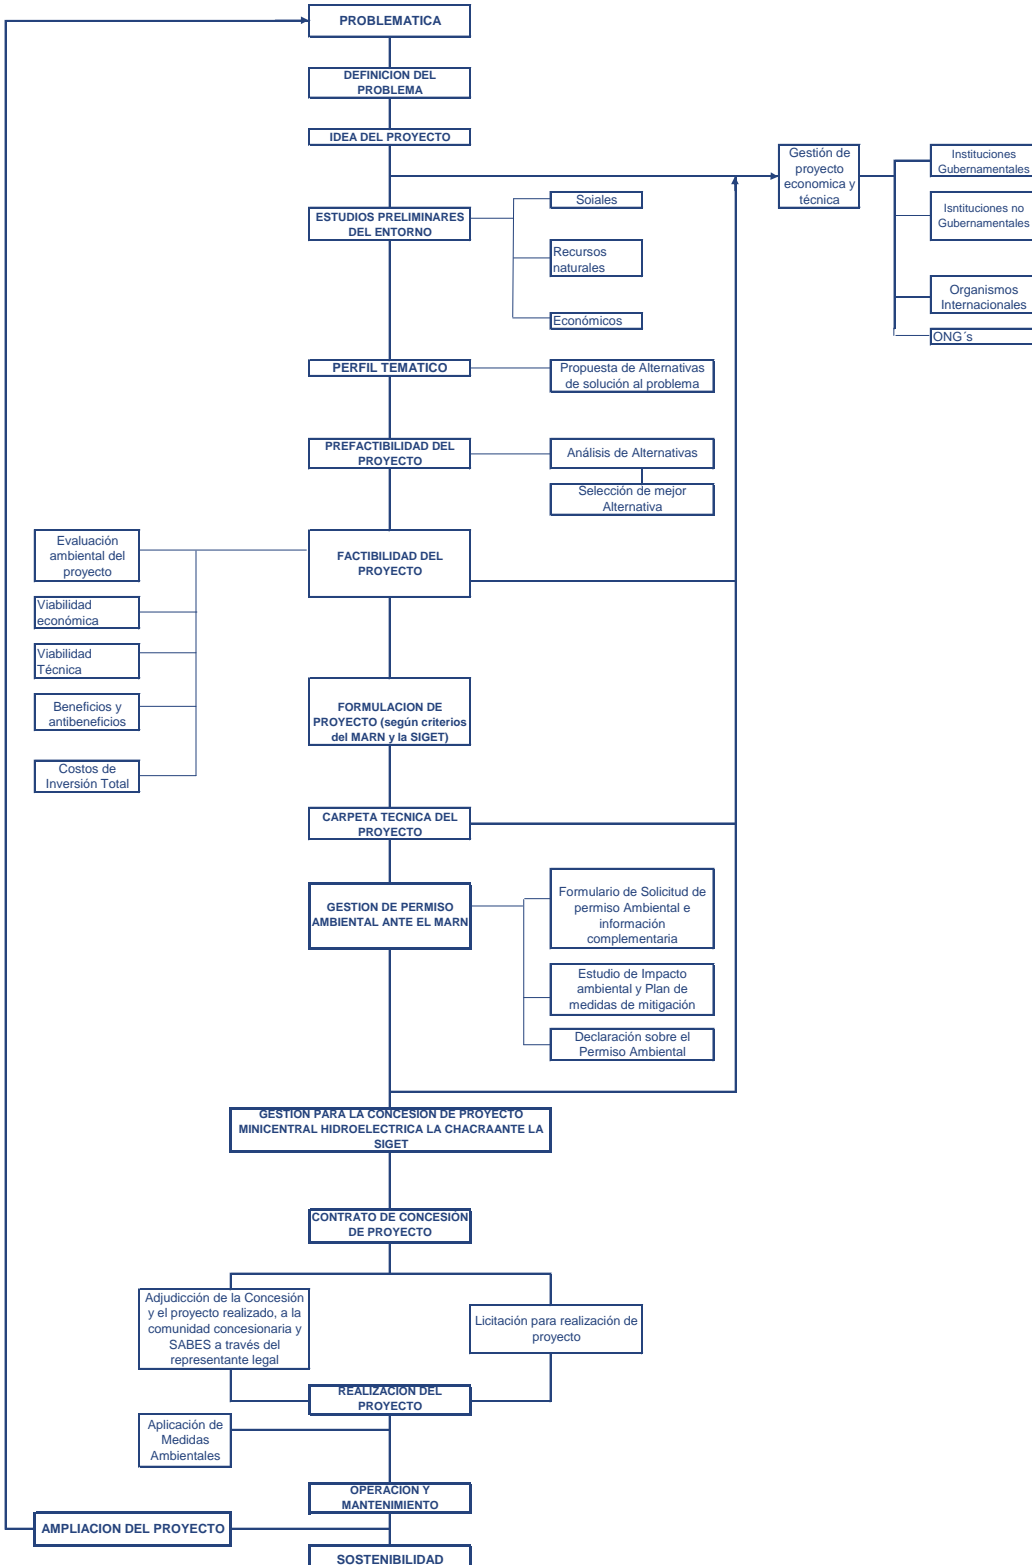 PROBLEMATICA
DEFINICION DEL
PROBLEMA
IDEA DEL PROYECTO
Gestión de
proyecto
economica y
técnica
Instituciones
Gubernamentales
Isntituciones no
Gubernamentales
Organismos
Internacionales
ONG´s
ESTUDIOS PRELIMINARES
DEL ENTORNO
Soiales
Recursos
naturales
Económicos
PERFIL TEMATICO
Propuesta de Alternativas
de solución al problema
PREFACTIBILIDAD DEL
PROYECTO
Análisis de Alternativas
Selección de mejor
Alternativa
FACTIBILIDAD DEL
PROYECTO
Evaluación
ambiental del
proyecto
Viabilidad
económica
Viabilidad
Técnica
Beneficios y
antibeneficios
Costos de
Inversión Total
FORMULACION DE
PROYECTO (según criterios
del MARN y la SIGET)
CARPETA TECNICA DEL
PROYECTO
GESTION DE PERMISO
AMBIENTAL ANTE EL MARN
Formulario de Solicitud de
permiso Ambiental e
información
complementaria
Estudio de Impacto
ambiental y Plan de
medidas de mitigación
Declaración sobre el
Permiso Ambiental
GESTION PARA LA CONCESION DE PROYECTO
MINICENTRAL HIDROELECTRICA LA CHACRAANTE LA
SIGET
CONTRATO DE CONCESIÓN
DE PROYECTO
Adjudicción de la Concesión
y el proyecto realizado, a la
comunidad concesionaria y
SABES a través del
representante legal
Licitación para realización de
proyecto
REALIZACION DEL
PROYECTO
Aplicación de
Medidas
Ambientales
OPERACION Y
MANTENIMIENTO
AMPLIACION DEL PROYECTO
SOSTENIBILIDAD